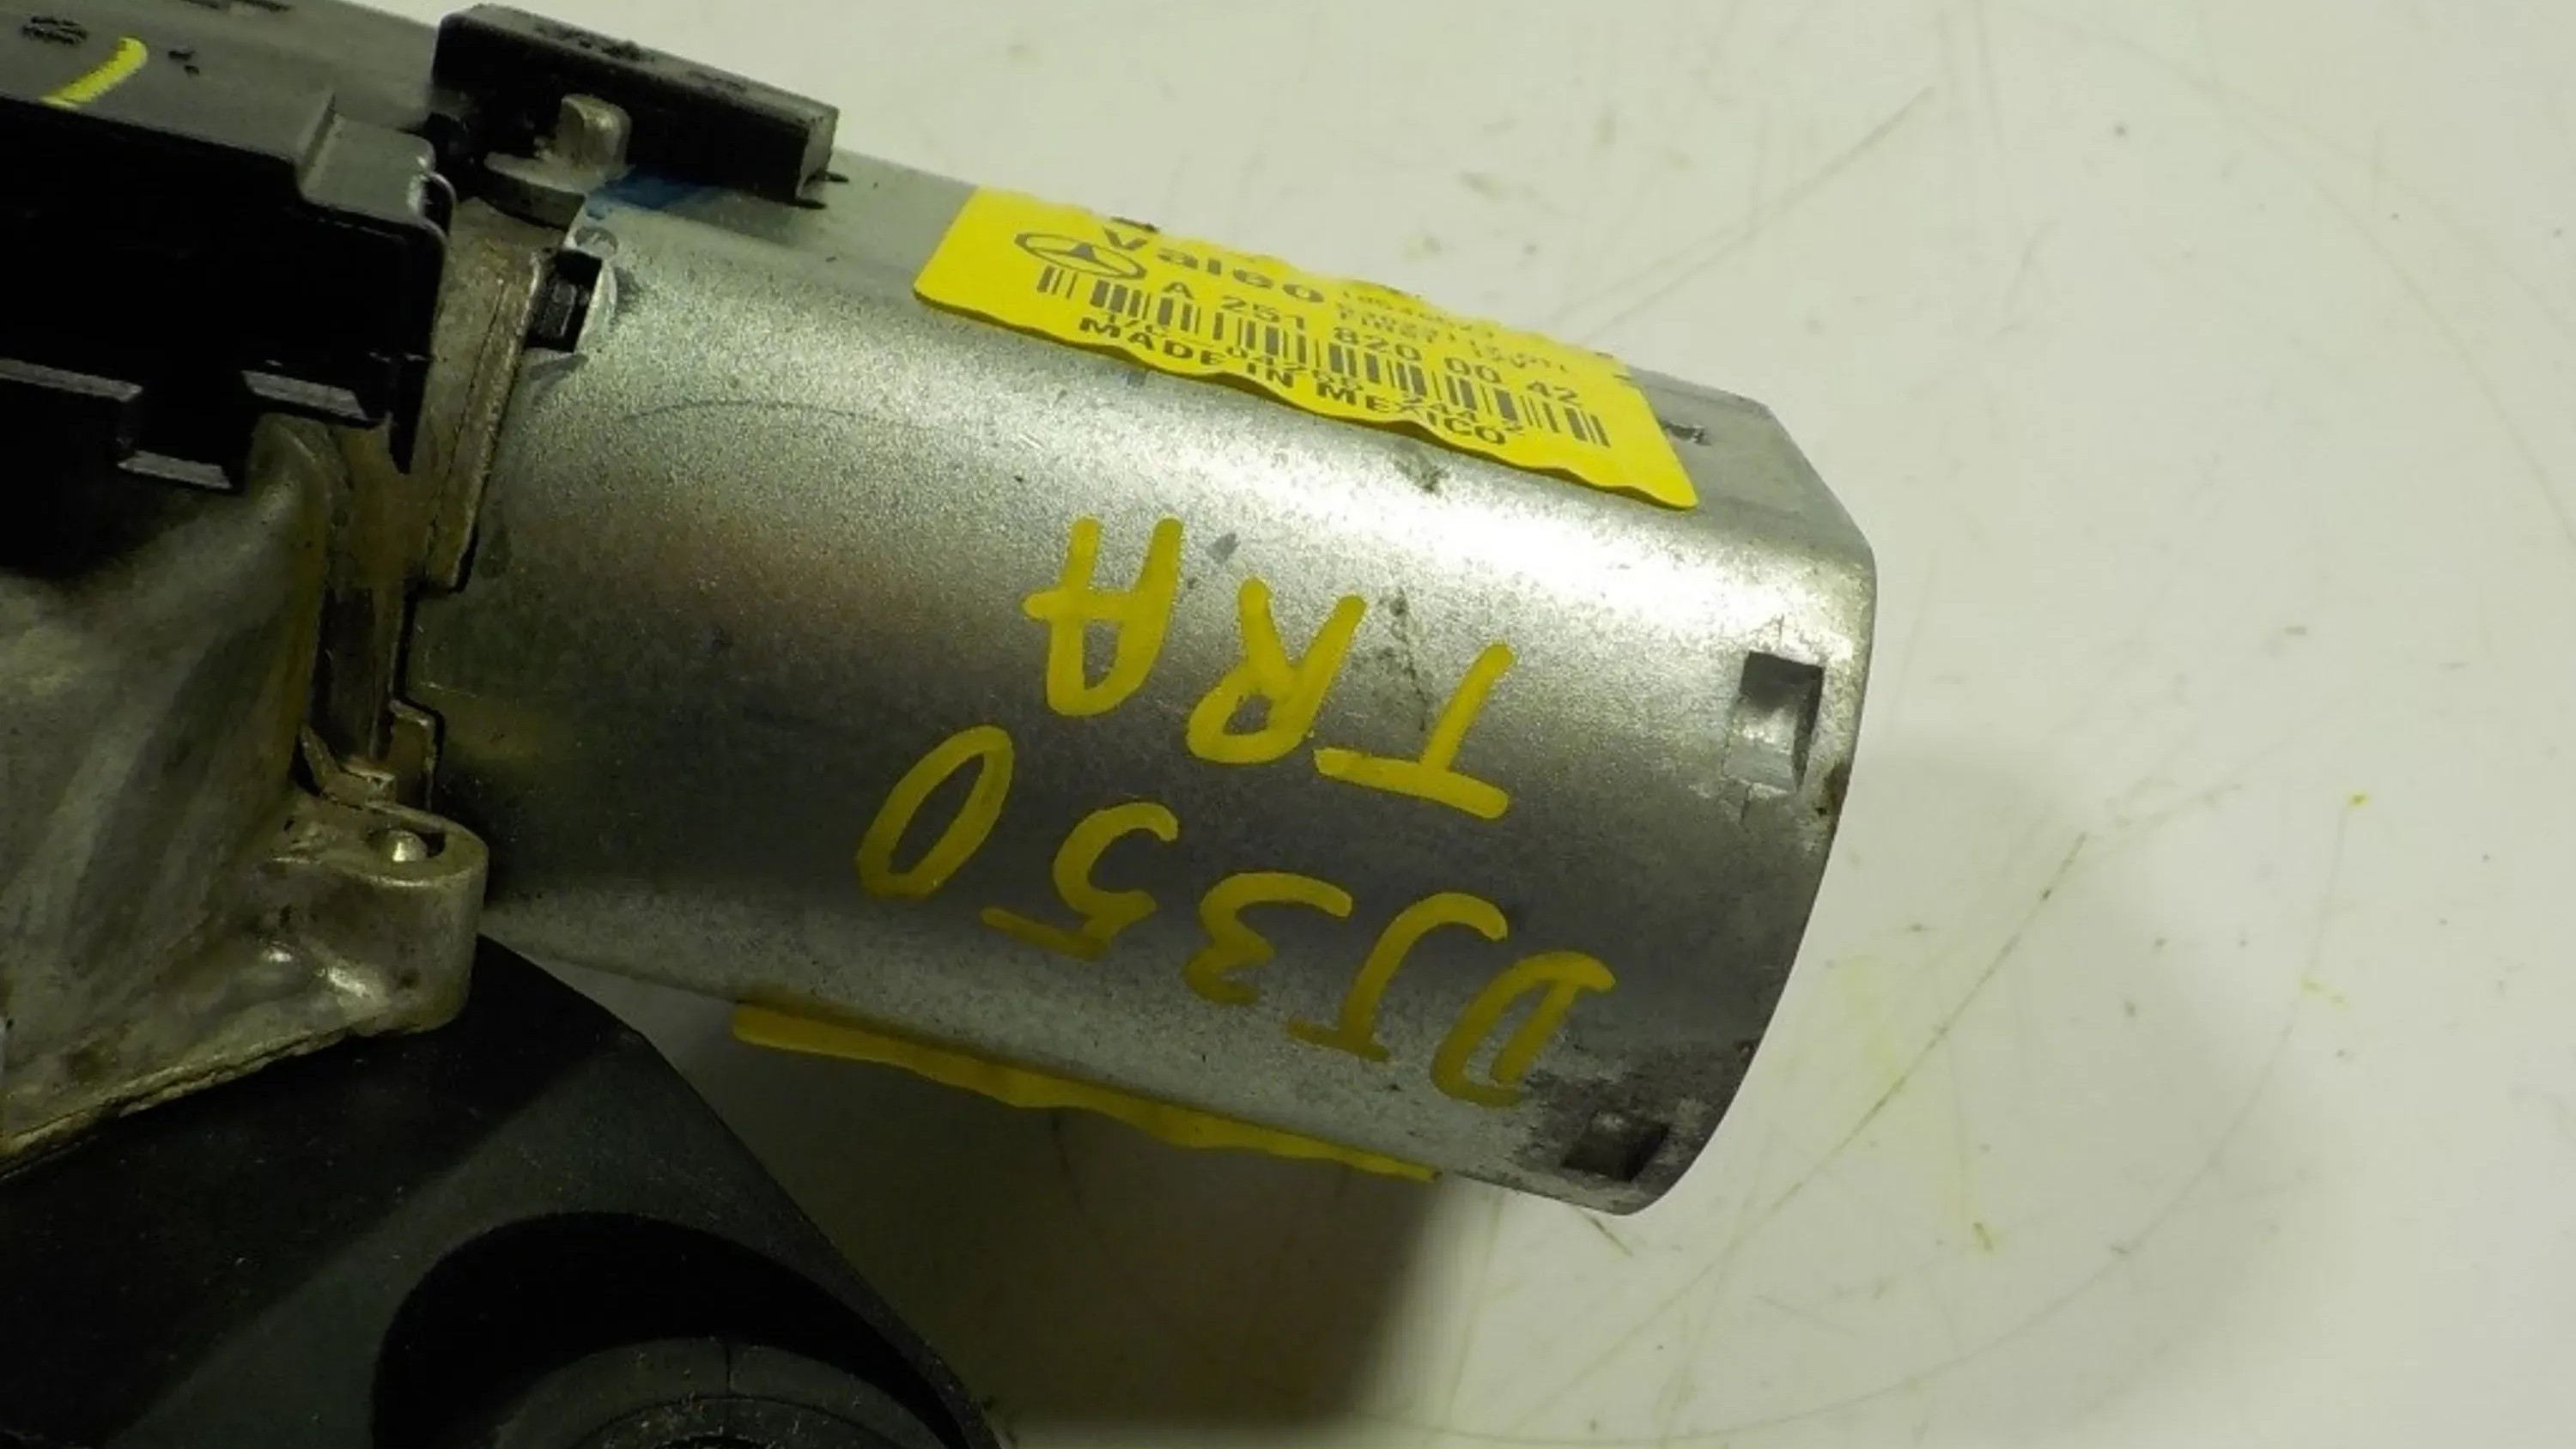 Valeo
A 251 820 00 42
MADE IN MEXICO
DJ350
TRA